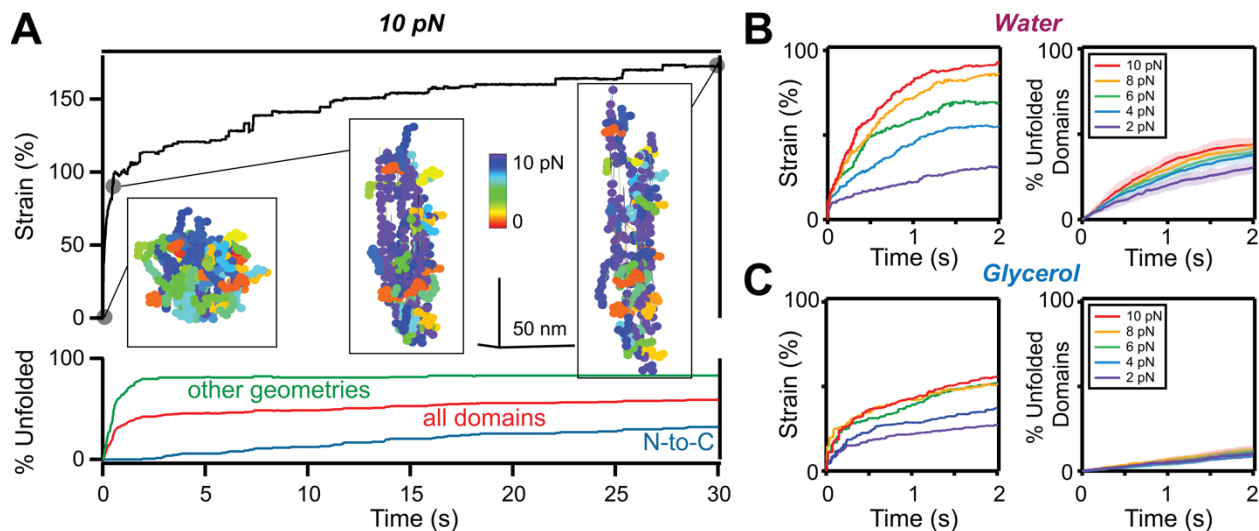 A
10 pN
Strain (%)
150
100
50
0
10 pN
0
50 nm
% Unfolded
100
0
other geometries
all domains
N-to-C
0
5
10
15
20
25
30
Time (s)
B
Water
Strain (%)
100
0
0
1
2
Time (s)
% Unfolded
Domains
100
0
10 pN
8 pN
6 pN
4 pN
2 pN
0
1
2
Time (s)
C
Glycerol
Strain (%)
100
0
0
1
2
Time (s)
% Unfolded
Domains
100
0
10 pN
8 pN
6 pN
4 pN
2 pN
0
1
2
Time (s)